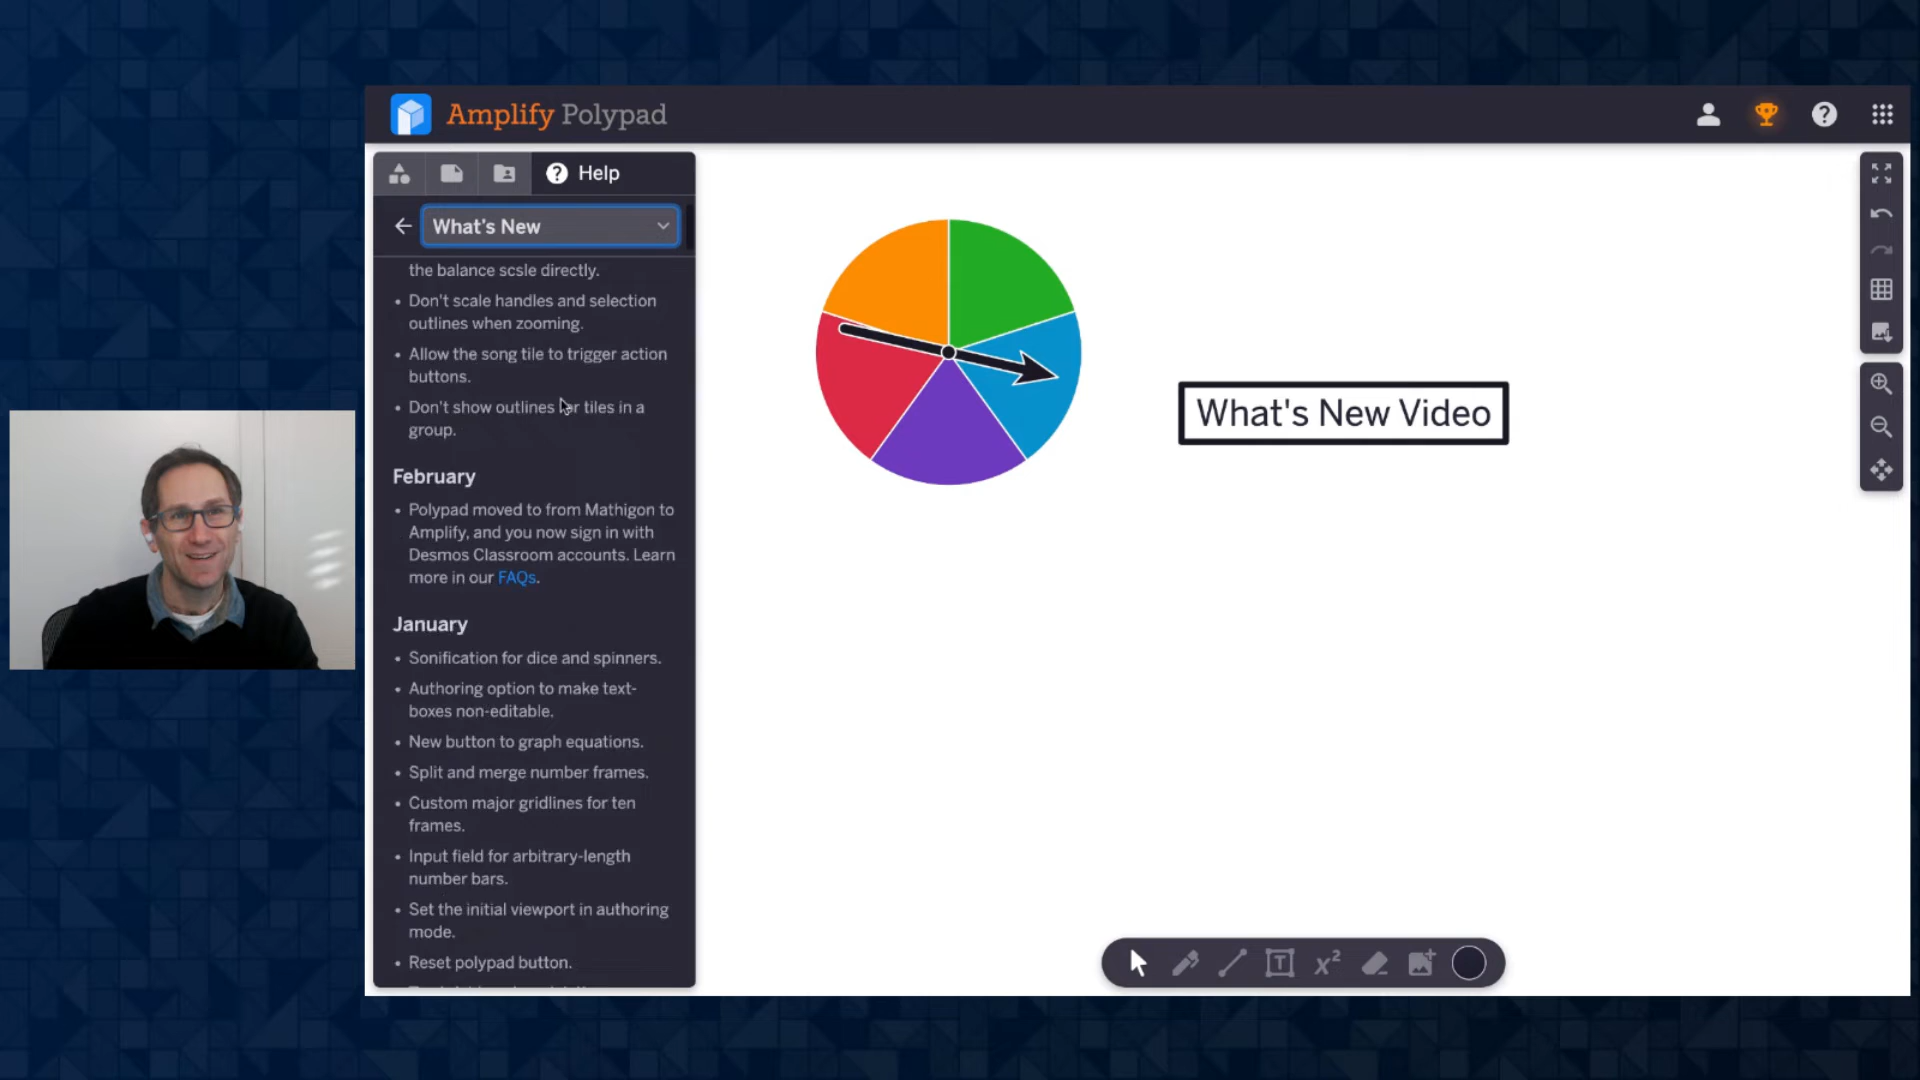 Amplify Polypad
Help
What's New
the balance scsle directly.
• Don't scale handles and selection
outlines when zooming.
• Allow the song tile to trigger action
buttons.
• Don't show outlines for tiles in a
group.
February
• Polypad moved to from Mathigon to
Amplify, and you now sign in with
Desmos Classroom accounts. Learn
more in our FAQs.
January
• Sonification for dice and spinners.
• Authoring option to make text-
boxes non-editable.
• New button to graph equations.
• Split and merge number frames.
• Custom major gridlines for ten
frames.
• Input field for arbitrary-length
number bars.
• Set the initial viewport in authoring
mode.
• Reset polypad button.
What's New Video
T
x²